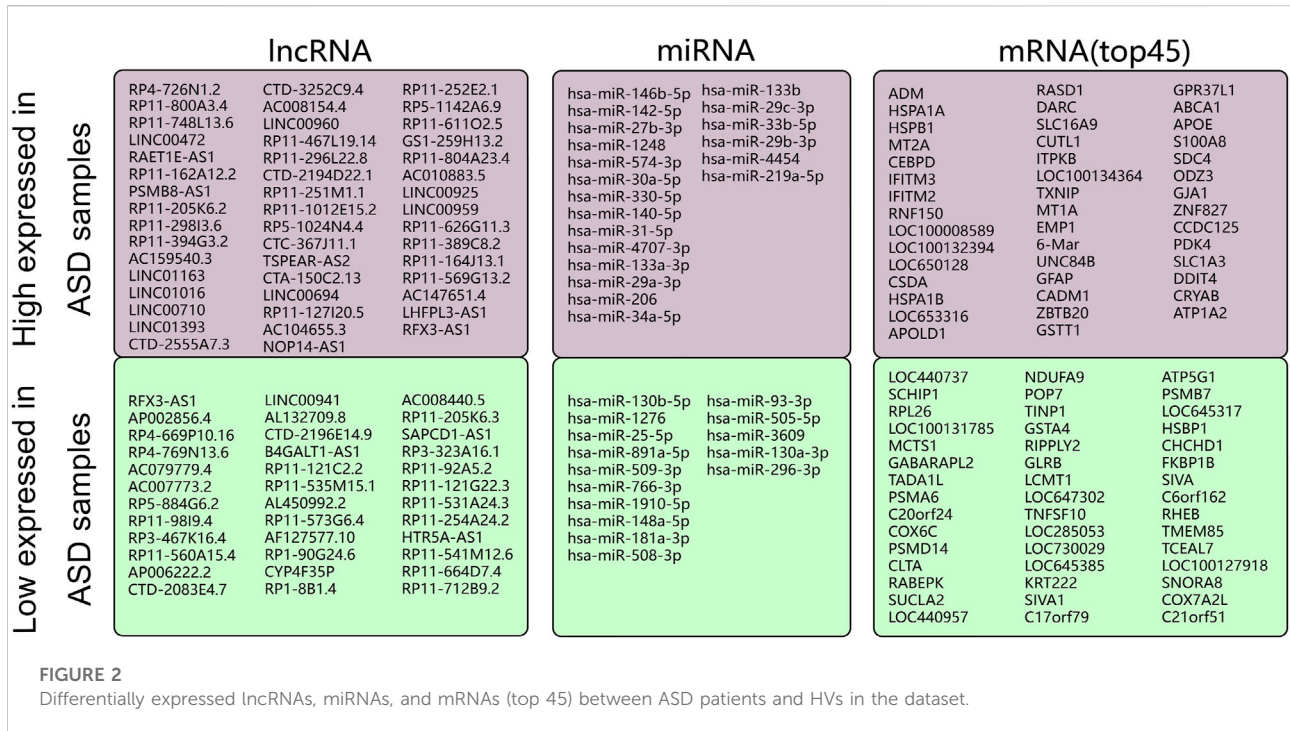 lncRNA
miRNA
mRNA(top45)
High expressed in
ASD samples
RP4-726N1.2
RP11-800A3.4
RP11-748L13.6
LINC00472
RAET1E-AS1
RP11-162A12.2
PSMB8-AS1
RP11-205K6.2
RP11-298I3.6
RP11-394G3.2
AC159540.3
LINC01163
LINC01016
LINC00710
LINC01393
CTD-2555A7.3
CTD-3252C9.4
AC008154.4
LINC00960
RP11-467L19.14
RP11-296L22.8
CTD-2194D22.1
RP11-251M1.1
RP11-1012E15.2
RP5-1024N4.4
CTC-367J11.1
TSPEAR-AS2
CTA-150C2.13
LINC00694
RP11-127I20.5
AC104655.3
NOP14-AS1
RP11-252E2.1
RP5-1142A6.9
RP11-611O2.5
GS1-259H13.2
RP11-804A23.4
AC010883.5
LINC00925
LINC00959
RP11-626G11.3
RP11-389C8.2
RP11-164J13.1
RP11-569G13.2
AC147651.4
LHFPL3-AS1
RFX3-AS1
hsa-miR-146b-5p
hsa-miR-142-5p
hsa-miR-27b-3p
hsa-miR-1248
hsa-miR-574-3p
hsa-miR-30a-5p
hsa-miR-330-5p
hsa-miR-140-5p
hsa-miR-31-5p
hsa-miR-4707-3p
hsa-miR-133a-3p
hsa-miR-29a-3p
hsa-miR-206
hsa-miR-34a-5p
hsa-miR-133b
hsa-miR-29c-3p
hsa-miR-33b-5p
hsa-miR-29b-3p
hsa-miR-4454
hsa-miR-219a-5p
ADM
HSPA1A
HSPB1
MT2A
CEBPD
IFITM3
IFITM2
RNF150
LOC100008589
LOC100132394
LOC650128
CSDA
HSPA1B
LOC653316
APOLD1
RASD1
DARC
SLC16A9
CUTL1
ITPKB
LOC100134364
TXNIP
MT1A
EMP1
6-Mar
UNC84B
GFAP
CADM1
ZBTB20
GSTT1
GPR37L1
ABCA1
APOE
S100A8
SDC4
ODZ3
GJA1
ZNF827
CCDC125
PDK4
SLC1A3
DDIT4
CRYAB
ATP1A2
Low expressed in
ASD samples
RFX3-AS1
AP002856.4
RP4-669P10.16
RP4-769N13.6
AC079779.4
AC007773.2
RP5-884G6.2
RP11-98I9.4
RP3-467K16.4
RP11-560A15.4
AP006222.2
CTD-2083E4.7
LINC00941
AL132709.8
CTD-2196E14.9
B4GALT1-AS1
RP11-121C2.2
RP11-535M15.1
AL450992.2
RP11-573G6.4
AF127577.10
RP1-90G24.6
CYP4F35P
RP1-8B1.4
AC008440.5
RP11-205K6.3
SAPCD1-AS1
RP3-323A16.1
RP11-92A5.2
RP11-121G22.3
RP11-531A24.3
RP11-254A24.2
HTR5A-AS1
RP11-541M12.6
RP11-664D7.4
RP11-712B9.2
hsa-miR-130b-5p
hsa-miR-1276
hsa-miR-25-5p
hsa-miR-891a-5p
hsa-miR-509-3p
hsa-miR-766-3p
hsa-miR-1910-5p
hsa-miR-148a-5p
hsa-miR-181a-3p
hsa-miR-508-3p
hsa-miR-93-3p
hsa-miR-505-5p
hsa-miR-3609
hsa-miR-130a-3p
hsa-miR-296-3p
LOC440737
SCHIP1
RPL26
LOC100131785
MCTS1
GABARAPL2
TADA1L
PSMA6
C20orf24
COX6C
PSMD14
CLTA
RABEPK
SUCLA2
LOC440957
NDUFA9
POP7
TINP1
GSTA4
RIPPLY2
GLRB
LCMT1
LOC647302
TNFSF10
LOC285053
LOC730029
LOC645385
KRT222
SIVA1
C17orf79
ATP5G1
PSMB7
LOC645317
HSBP1
CHCHD1
FKBP1B
SIVA
C6orf162
RHEB
TMEM85
TCEAL7
LOC100127918
SNORA8
COX7A2L
C21orf51
FIGURE 2
Differentially expressed lncRNAs, miRNAs, and mRNAs (top 45) between ASD patients and HVs in the dataset.